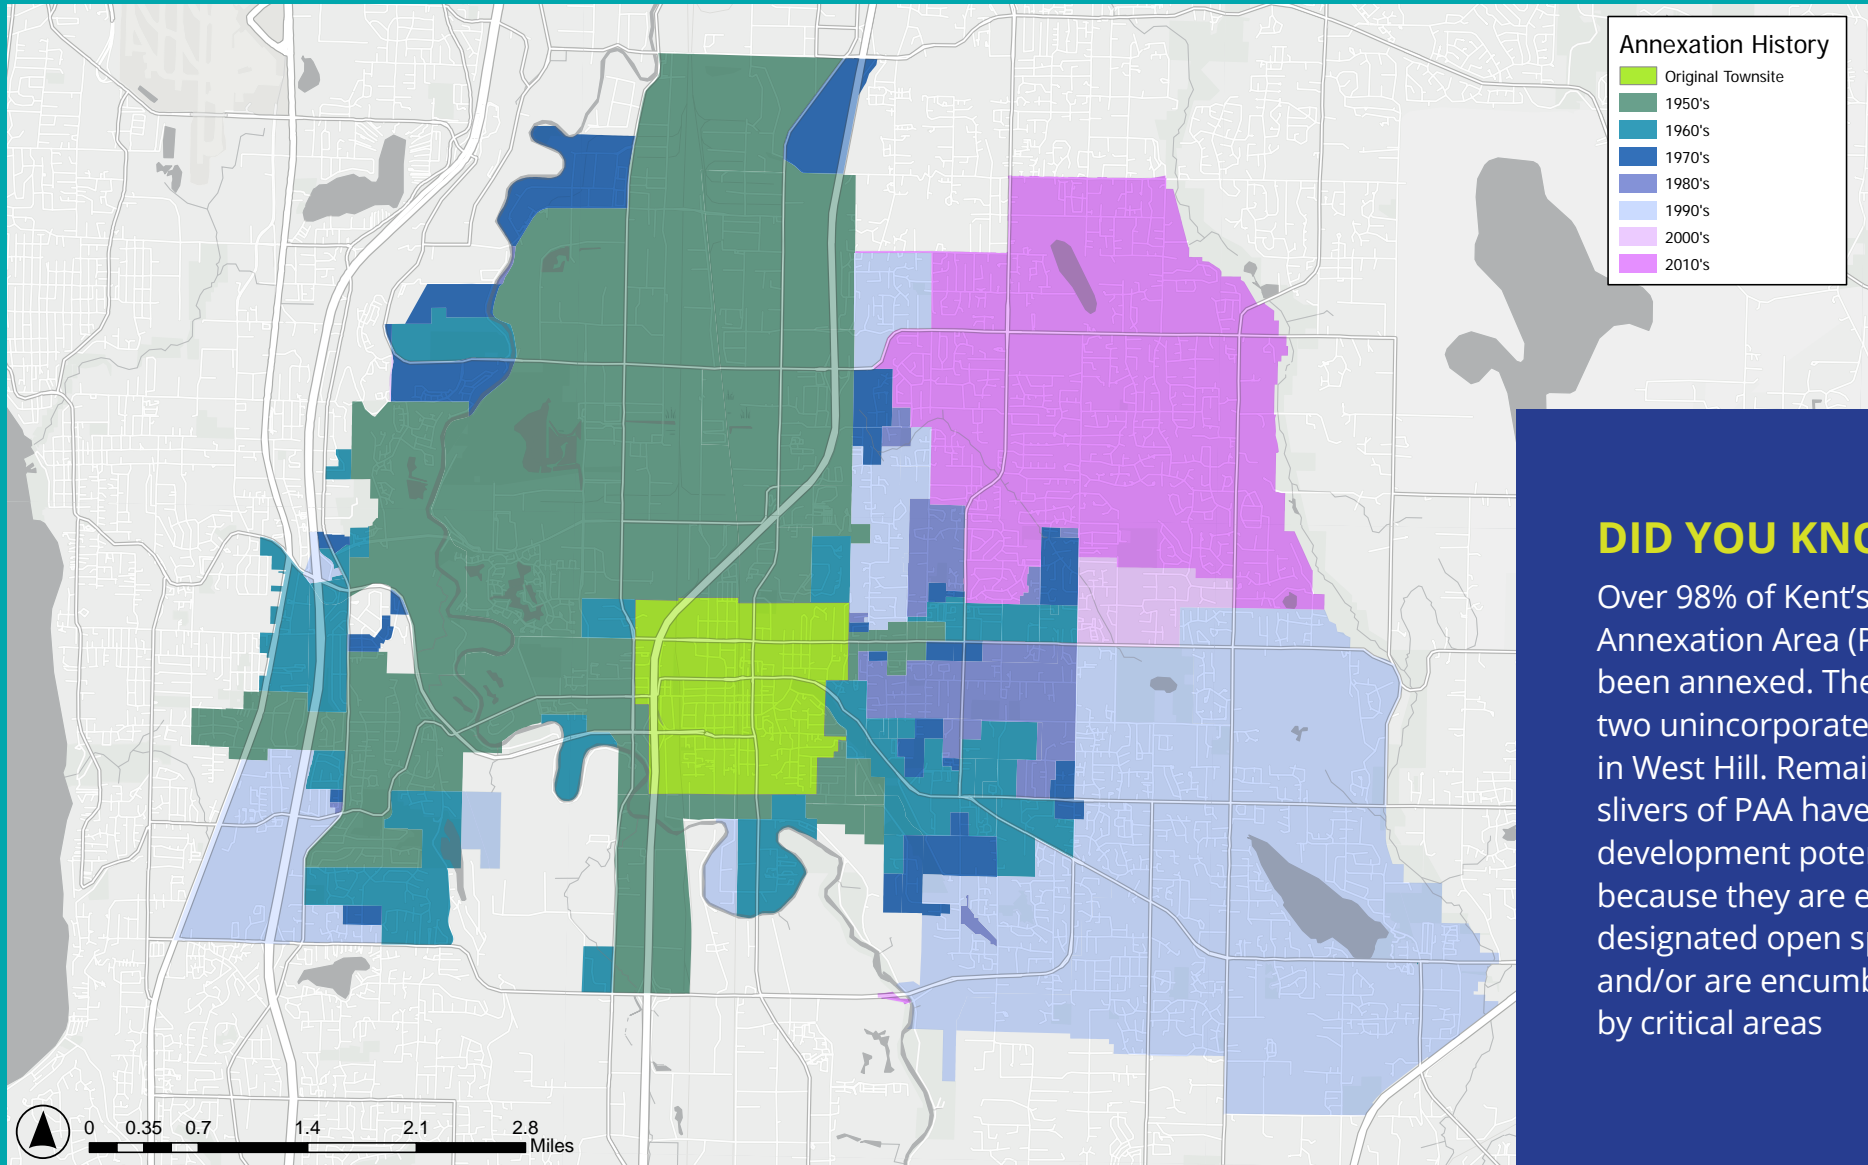 Annexation History
Original Townsite
1950's
1960's
1970's
1980's
1990's
2000's
2010's
DID YOU KNO
Over 98% of Kent’s
Annexation Area (P
been annexed. The
two unincorporate
in West Hill. Remai
slivers of PAA have
development poten
because they are e
designated open sp
and/or are encumb
by critical areas
0 0.35 0.7 1.4 2.1 2.8
Miles